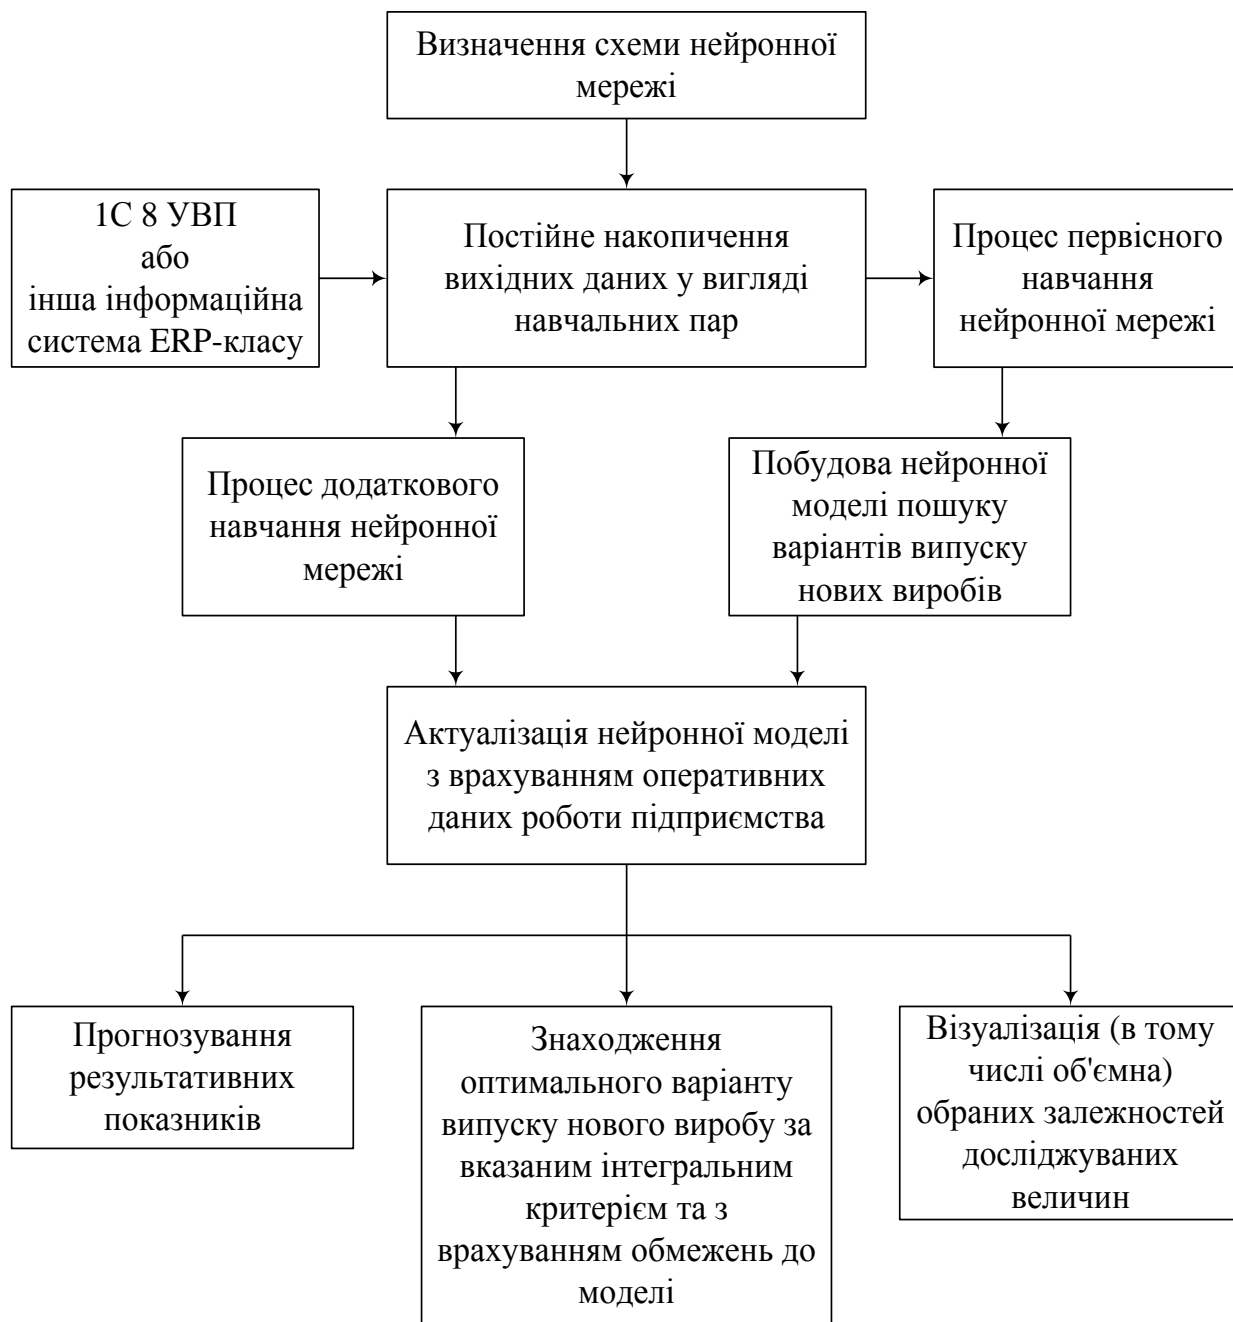 Визначення схеми нейронної
мережі
1С 8 УВП
або
інша інформаційна
система ERP-класу
Постійне накопичення
вихідних даних у вигляді
навчальних пар
Процес первісного
навчання
нейронної мережі
Процес додаткового
навчання нейронної
мережі
Побудова нейронної
моделі пошуку
варіантів випуску
нових виробів
Актуалізація нейронної моделі
з врахуванням оперативних
даних роботи підприємства
Прогнозування
результативних
показників
Знаходження
оптимального варіанту
випуску нового виробу за
вказаним інтегральним
критерієм та з
врахуванням обмежень до
моделі
Візуалізація (в тому
числі об'ємна)
обраних залежностей
досліджуваних
величин